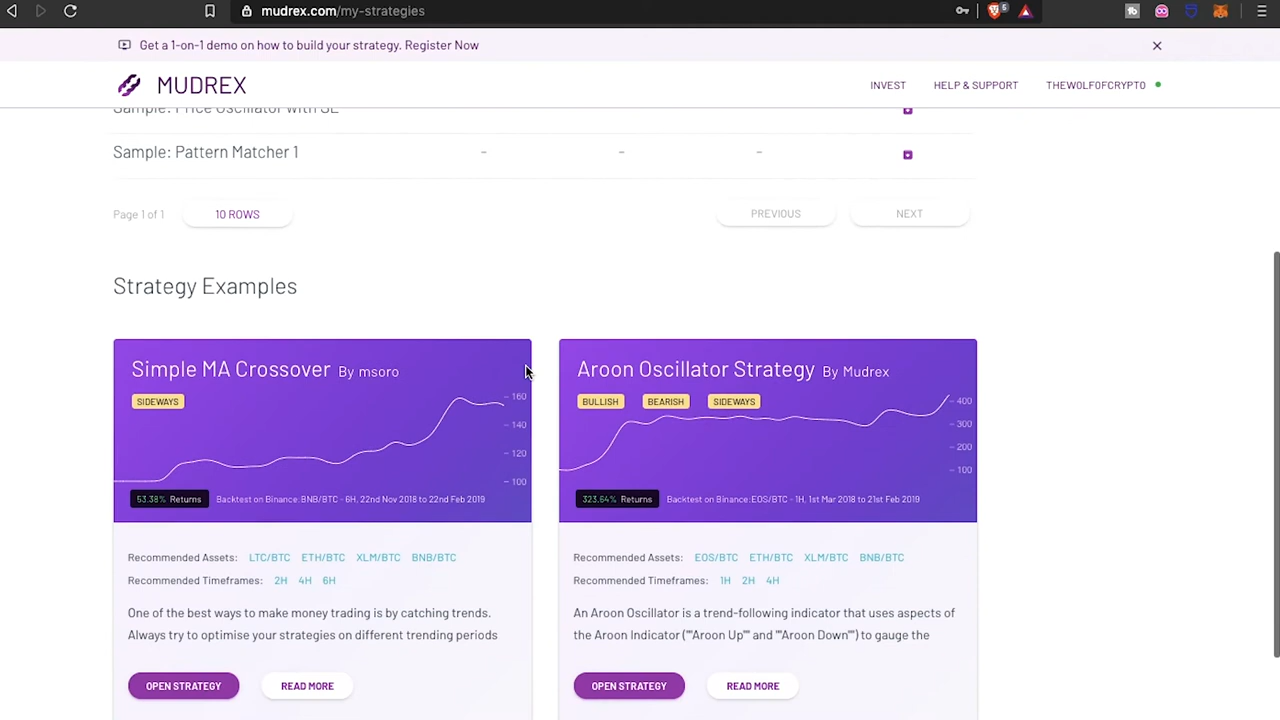 mudrex.com/my-strategies
5
Get a 1-on-1 demo on how to build your strategy. Register Now
MUDREX
INVEST
HELP & SUPPORT
THEW0LF0FCRYPT0
Sample: Price Oscillator with SL
Sample: Pattern Matcher 1
-
-
-
Page 1 of 1
10 ROWS
PREVIOUS
NEXT
Strategy Examples
Simple MA Crossover By msoro
SIDEWAYS
160
140
120
100
53.38% Returns
Backtest on Binance:BNB/BTC - 6H, 22nd Nov 2018 to 22nd Feb 2019
Recommended Assets: LTC/BTC ETH/BTC XLM/BTC BNB/BTC
Recommended Timeframes: 2H 4H 6H
One of the best ways to make money trading is by catching trends.
Always try to optimise your strategies on different trending periods
OPEN STRATEGY
READ MORE
Aroon Oscillator Strategy By Mudrex
BULLISH
BEARISH
SIDEWAYS
400
300
200
100
323.64% Returns
Backtest on Binance:EOS/BTC - 1H, 1st Mar 2018 to 21st Feb 2019
Recommended Assets: EOS/BTC ETH/BTC XLM/BTC BNB/BTC
Recommended Timeframes: 1H 2H 4H
An Aroon Oscillator is a trend-following indicator that uses aspects of
the Aroon Indicator (""Aroon Up"" and ""Aroon Down"") to gauge the
OPEN STRATEGY
READ MORE